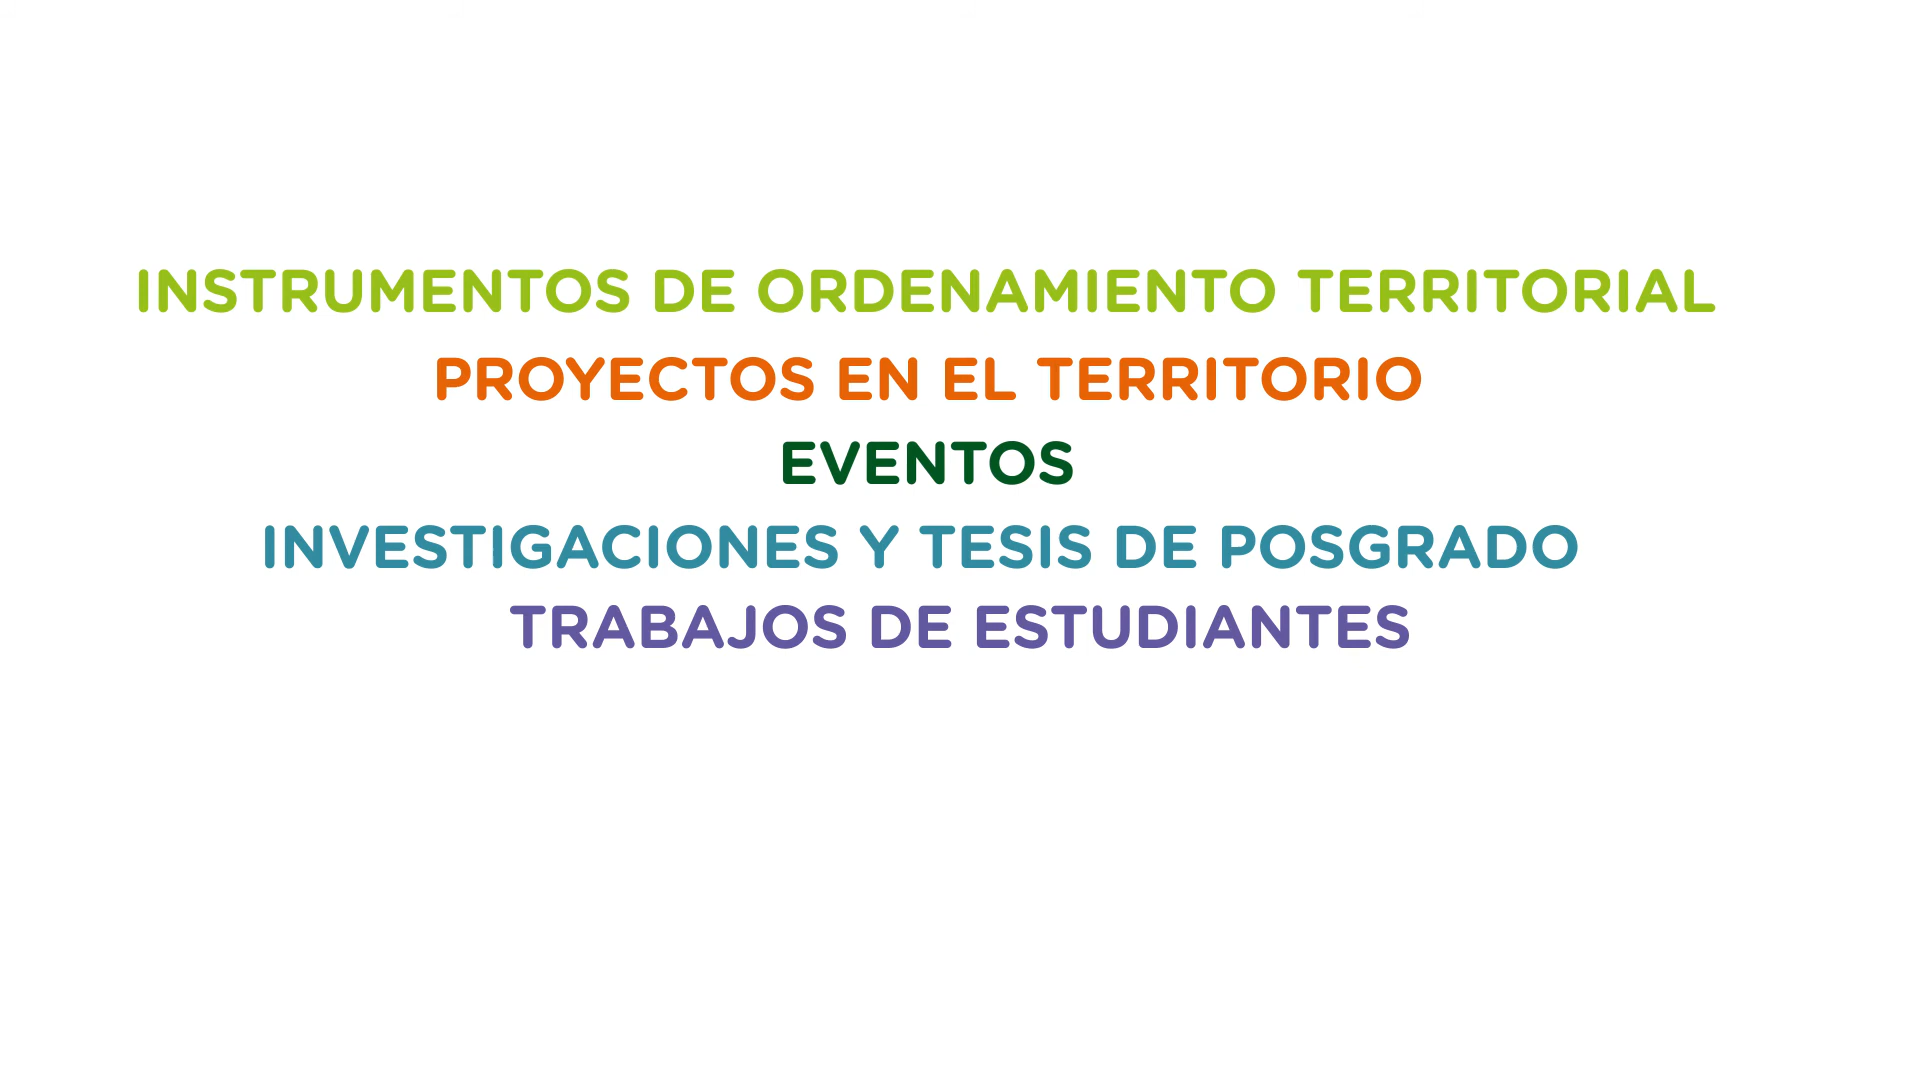 INSTRUMENTOS DE ORDENAMIENTO TERRITORIAL
PROYECTOS EN EL TERRITORIO
EVENTOS
INVESTIGACIONES Y TESIS DE POSGRADO
TRABAJOS DE ESTUDIANTES